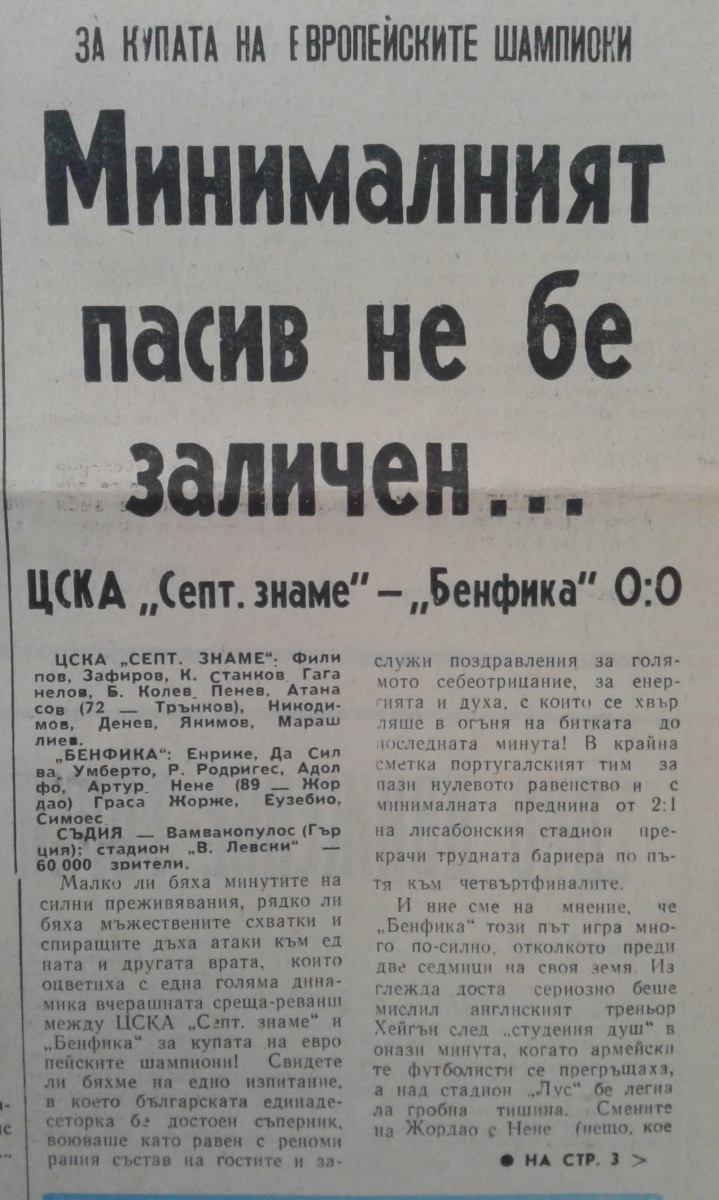 ЗА КУПАТА НА ЕВРОПЕЙСКИТЕ ШАМПИОНИ
Минималният
пасив не бе
заличен...
ЦСКА „Септ. знаме" – „Бенфика" 0:0
ЦСКА „СЕПТ. ЗНАМЕ": Фили
пов, Зафиров, К. Станков Гага
нелов, Б. Колев Пенев, Атана
сов (72 — Трънков), Никоди-
мов, Денев, Якимов, Мараш
лиев.
„БЕНФИКА": Енрике, Да Сил
ва, Умберто, Р. Родригес, Адол
фо, Артур Нене (89 — Жор
дао) Граса Жорже, Еузебио,
Симоес
СЪДИЯ — Вамвакопулос (Гър
ция); стадион „В. Левски" —
60 000 зрители.
Малко ли бяха минутите на
силни преживявания, рядко ли
бяха мъжествените схватки и
спиращите дъха атаки към ед
ната и другата врата, които
оцветиха с една голяма дина-
мика вчерашната среща-реванш
между ЦСКА „Септ. знаме" и
„Бенфика" за купата на евро
пейските шампиони! Свидете
ли бяхме на едно изпитание,
в което българската единаде-
сеторка бе достоен съперник,
воюваше като равен с реноми
рания състав на гостите и за-
служи поздравления за голя-
мото себеотрицание, за енер-
гията и духа, с които се хвър
ляше в огъня на битката до
последната минута! В крайна
сметка португалският тим за
пази нулевото равенство и с
минималната преднина от 2:1
на лисабонския стадион пре-
крачи трудната бариера по пъ-
тя към четвъртфиналите.
И ние сме на мнение, че
„Бенфика" този път игра мно-
го по-силно, отколкото преди
две седмици на своя земя. Из
глежда доста сериозно беше
мислил английският треньор
Хейгън след „студения душ" в
онази минута, когато армейски
те футболисти се прегръщаха,
а над стадион „Лус" бе легна
ла гробна тишина. Смените
на Жордао с Нене (нещо, кое
● НА СТР. 3 >